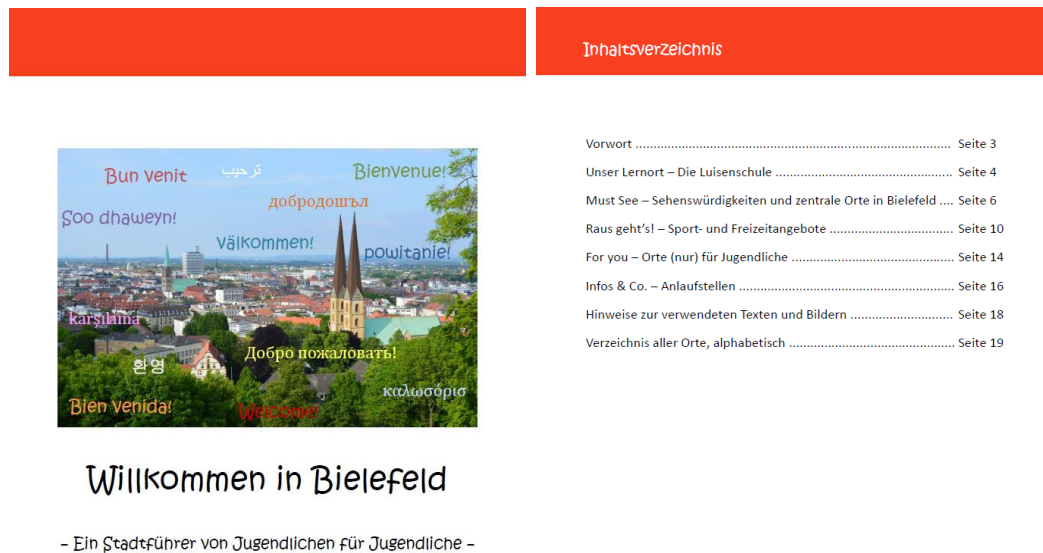 Bun venit
ترحيب
Bienvenue!
добродошъл
Soo dhaweyn!
välkommen!
powitanie!
karşılama
Добро пожаловать!
환영
καλωσόρισ
Bien venida!
Welcome!
Willkommen in Bielefeld
– Ein Stadtführer von Jugendlichen für Jugendliche –
Inhaltsverzeichnis
Vorwort ........................................................................................ Seite 3
Unser Lernort – Die Luisenschule ................................................. Seite 4
Must See – Sehenswürdigkeiten und zentrale Orte in Bielefeld .... Seite 6
Raus geht's! – Sport- und Freizeitangebote .................................. Seite 10
For you – Orte (nur) für Jugendliche ............................................. Seite 14
Infos & Co. – Anlaufstellen ........................................................... Seite 16
Hinweise zur verwendeten Texten und Bildern ............................ Seite 18
Verzeichnis aller Orte, alphabetisch .............................................. Seite 19